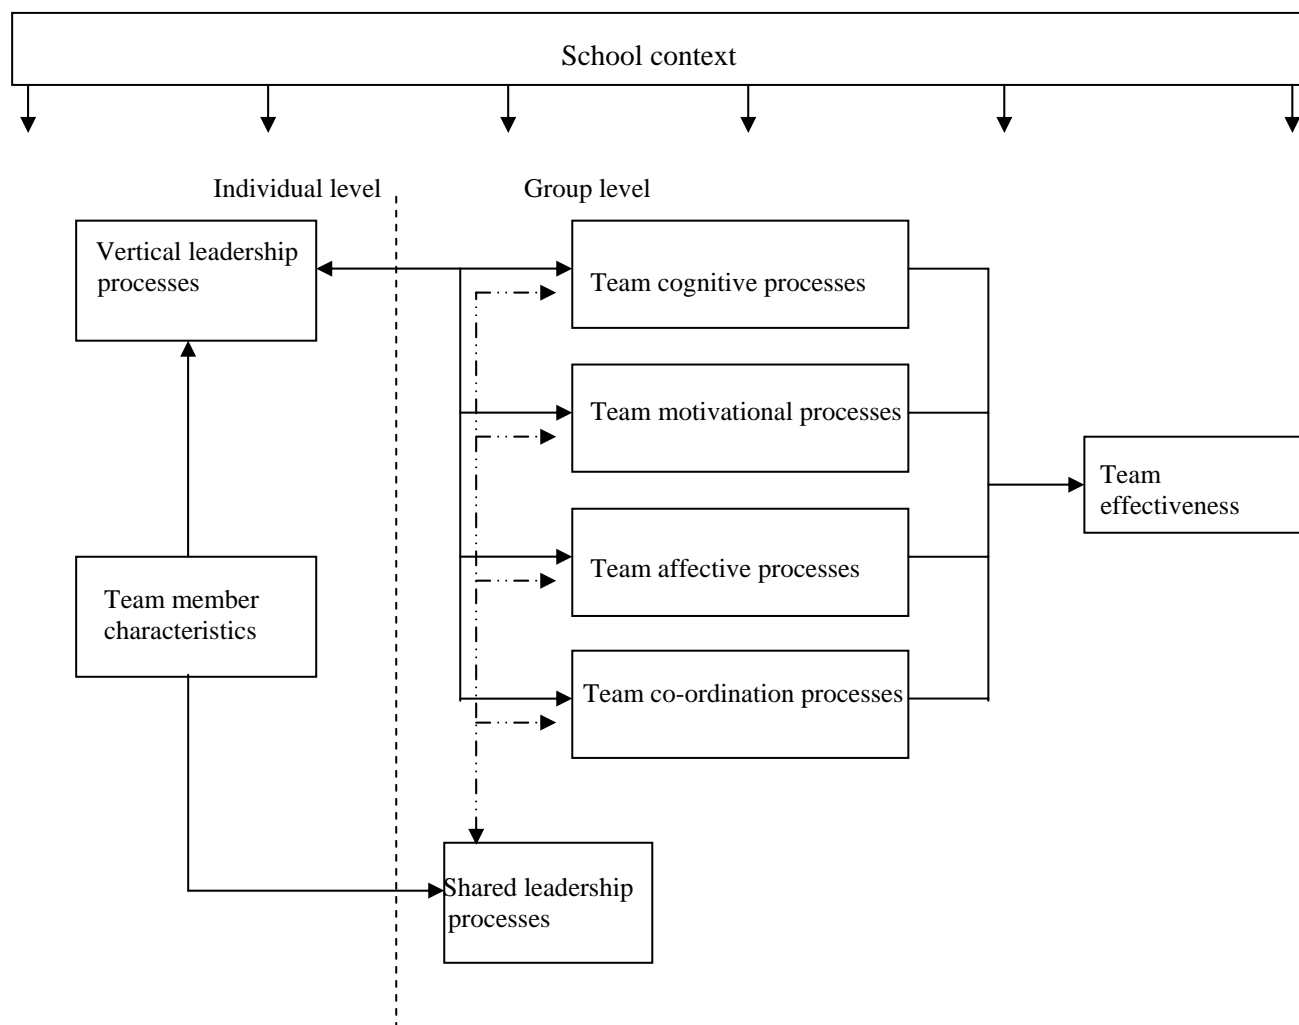 School context
Individual level
Group level
Vertical leadership
processes
Team cognitive processes
Team motivational processes
Team effectiveness
Team affective processes
Team member
characteristics
Team co-ordination processes
Shared leadership
processes